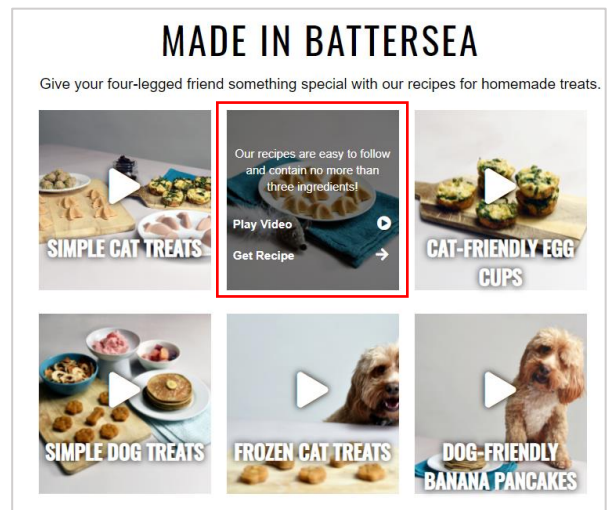 MADE IN BATTERSEA
Give your four-legged friend something special with our recipes for homemade treats.
SIMPLE CAT TREATS
Our recipes are easy to follow
and contain no more than
three ingredients!
Play Video
Get Recipe
CAT-FRIENDLY EGG
CUPS
SIMPLE DOG TREATS
FROZEN CAT TREATS
DOG-FRIENDLY
BANANA PANCAKES